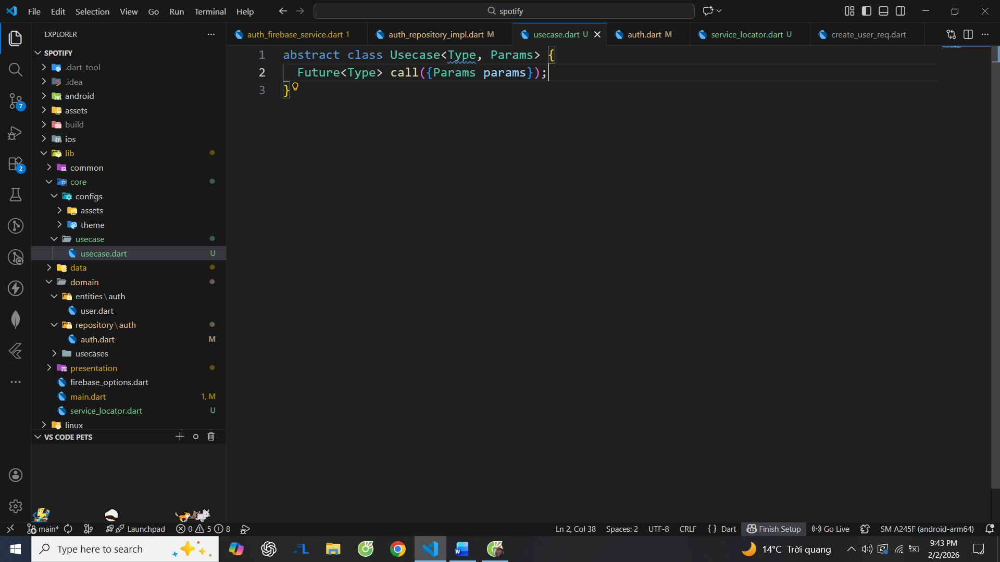 File Edit Selection View Go Run Terminal Help
spotify
EXPLORER
auth_firebase_service.dart 1
auth_repository_impl.dart M
usecase.dart U
auth.dart M
service_locator.dart U
create_user_req.dart
SPOTIFY
.dart_tool
.idea
android
assets
build
ios
lib
common
core
configs
assets
theme
usecase
usecase.dart U
data
domain
entities\auth
user.dart
repository\auth
auth.dart M
usecases
presentation
firebase_options.dart
main.dart 1, M
service_locator.dart U
linux
VS CODE PETS
7
2
1 abstract class Usecase<Type, Params> {
2 Future<Type> call({Params params});
3 }
main* Launchpad 0 5 8
Ln 2, Col 38 Spaces: 2 UTF-8 CRLF { } Dart Finish Setup Go Live SM A245F (android-arm64)
Type here to search
14°C Trời quang
9:43 PM
2/2/2026